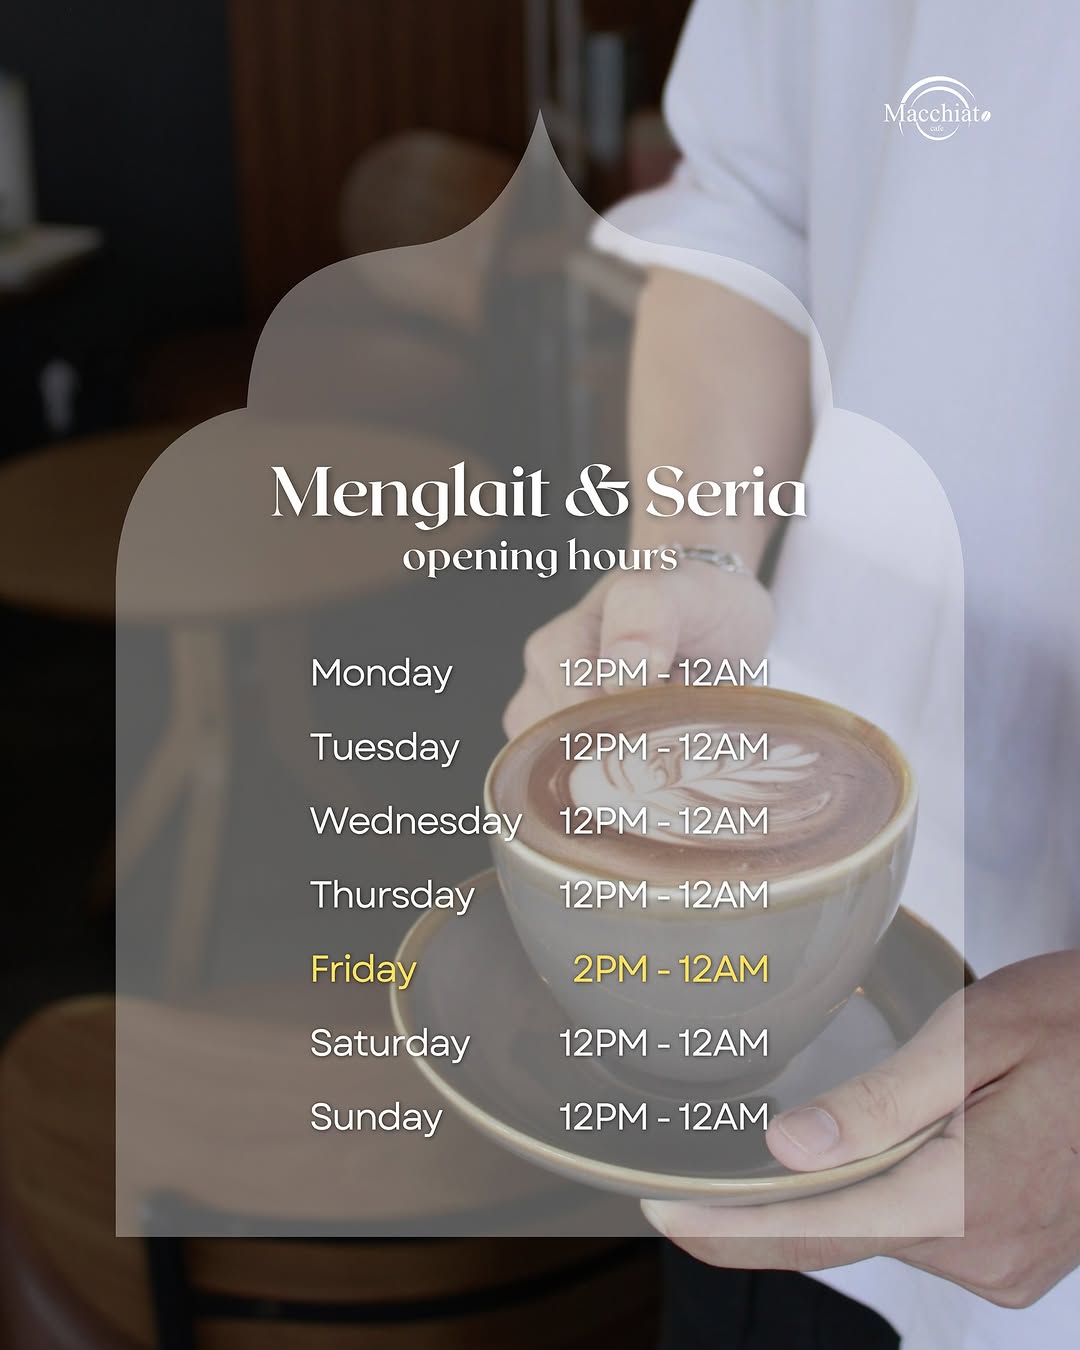 Macchiato
cafe
Menglait & Seria
opening hours
Monday 12PM - 12AM
Tuesday 12PM - 12AM
Wednesday 12PM - 12AM
Thursday 12PM - 12AM
Friday 2PM - 12AM
Saturday 12PM - 12AM
Sunday 12PM - 12AM